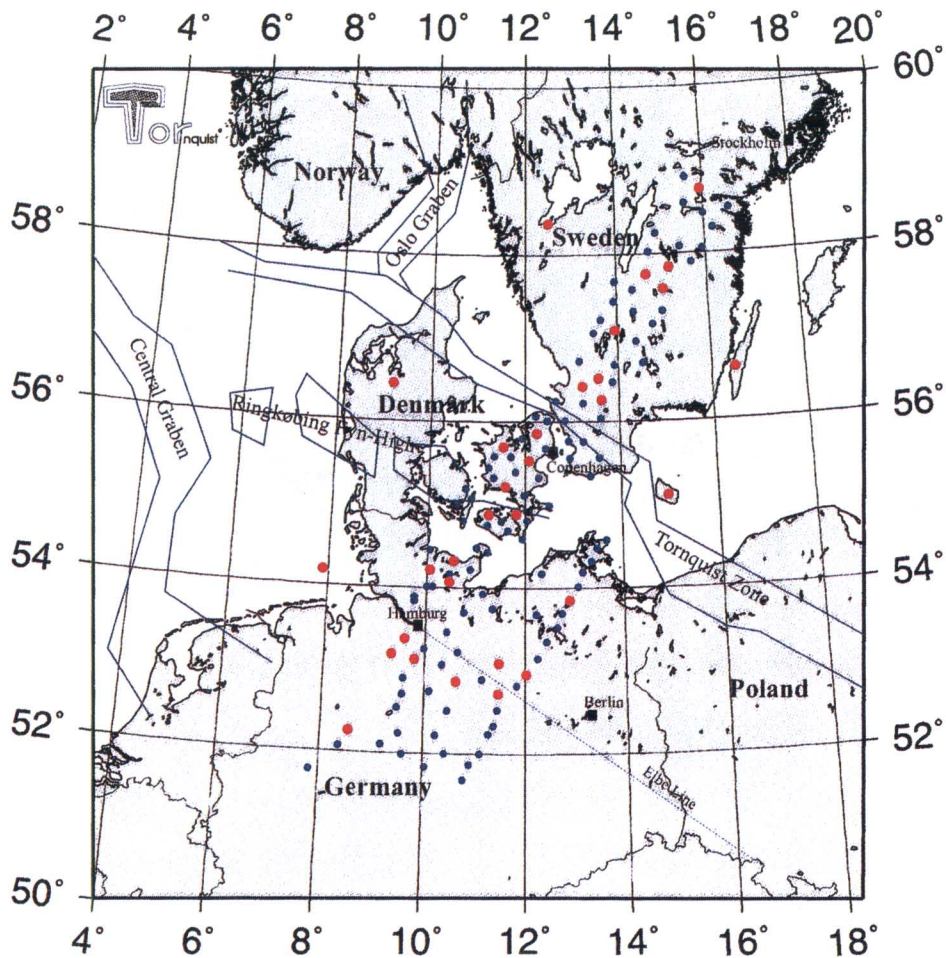 2° 4° 6° 8° 10° 12° 14° 16° 18° 20°
60°
Tornquist
Stockholm
Norway
Oslo Graben
58°
Sweden
58°
Central Graben
56°
Ringkøbing Fyn-Highs
Denmark
56°
Copenhagen
54°
Tornquist Zone
54°
Hamburg
Poland
52°
Berlin
52°
Germany
Elbe Line
50°
4° 6° 8° 10° 12° 14° 16° 18°